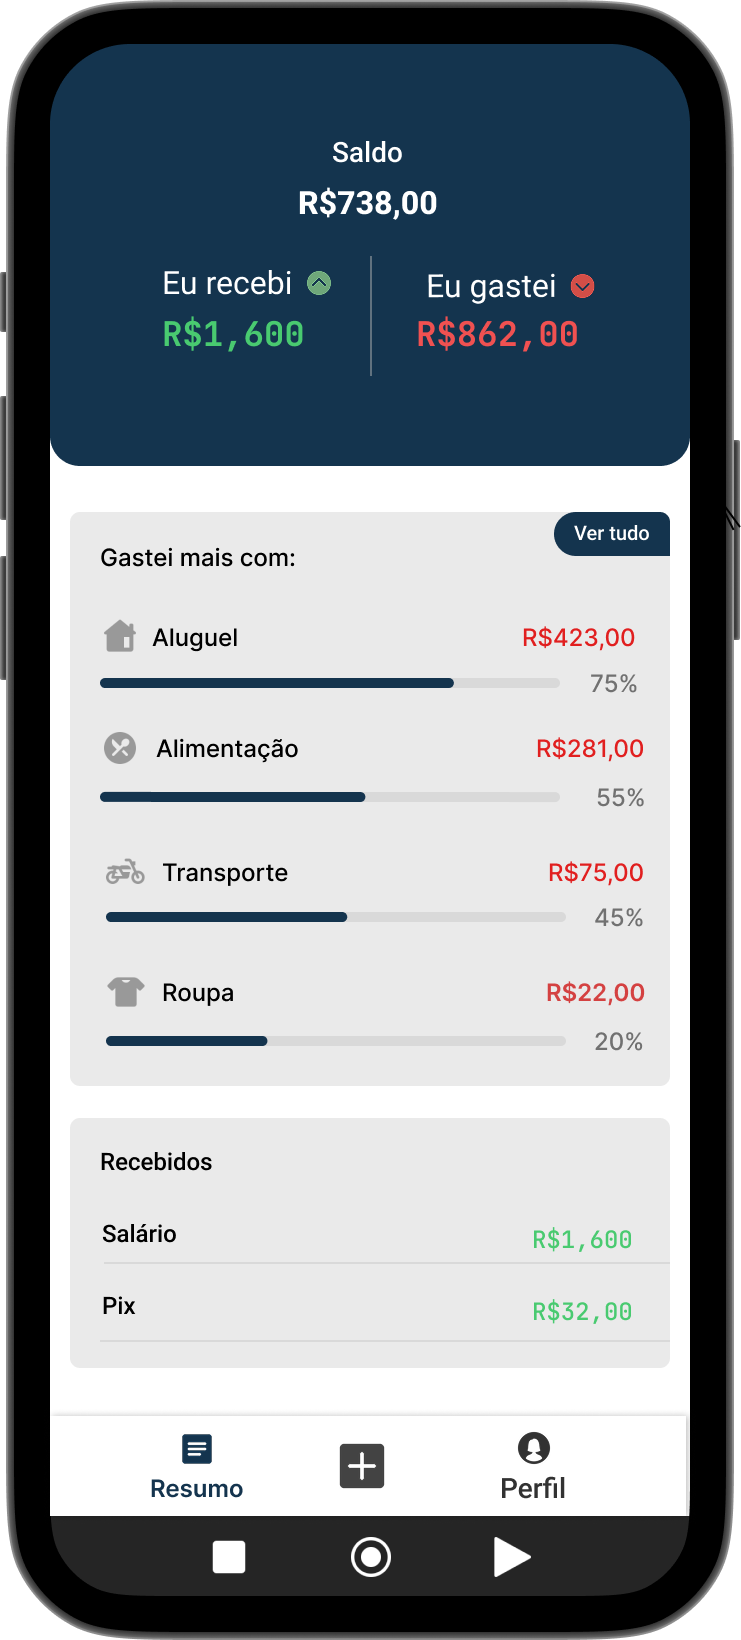 Saldo
R$738,00
Eu recebi
Eu gastei
R$1,600
R$862,00
Ver tudo
Gastei mais com:
Aluguel
R$423,00
75%
Alimentação
R$281,00
55%
Transporte
R$75,00
45%
Roupa
R$22,00
20%
Recebidos
Salário
R$1,600
Pix
R$32,00
Resumo
Perfil